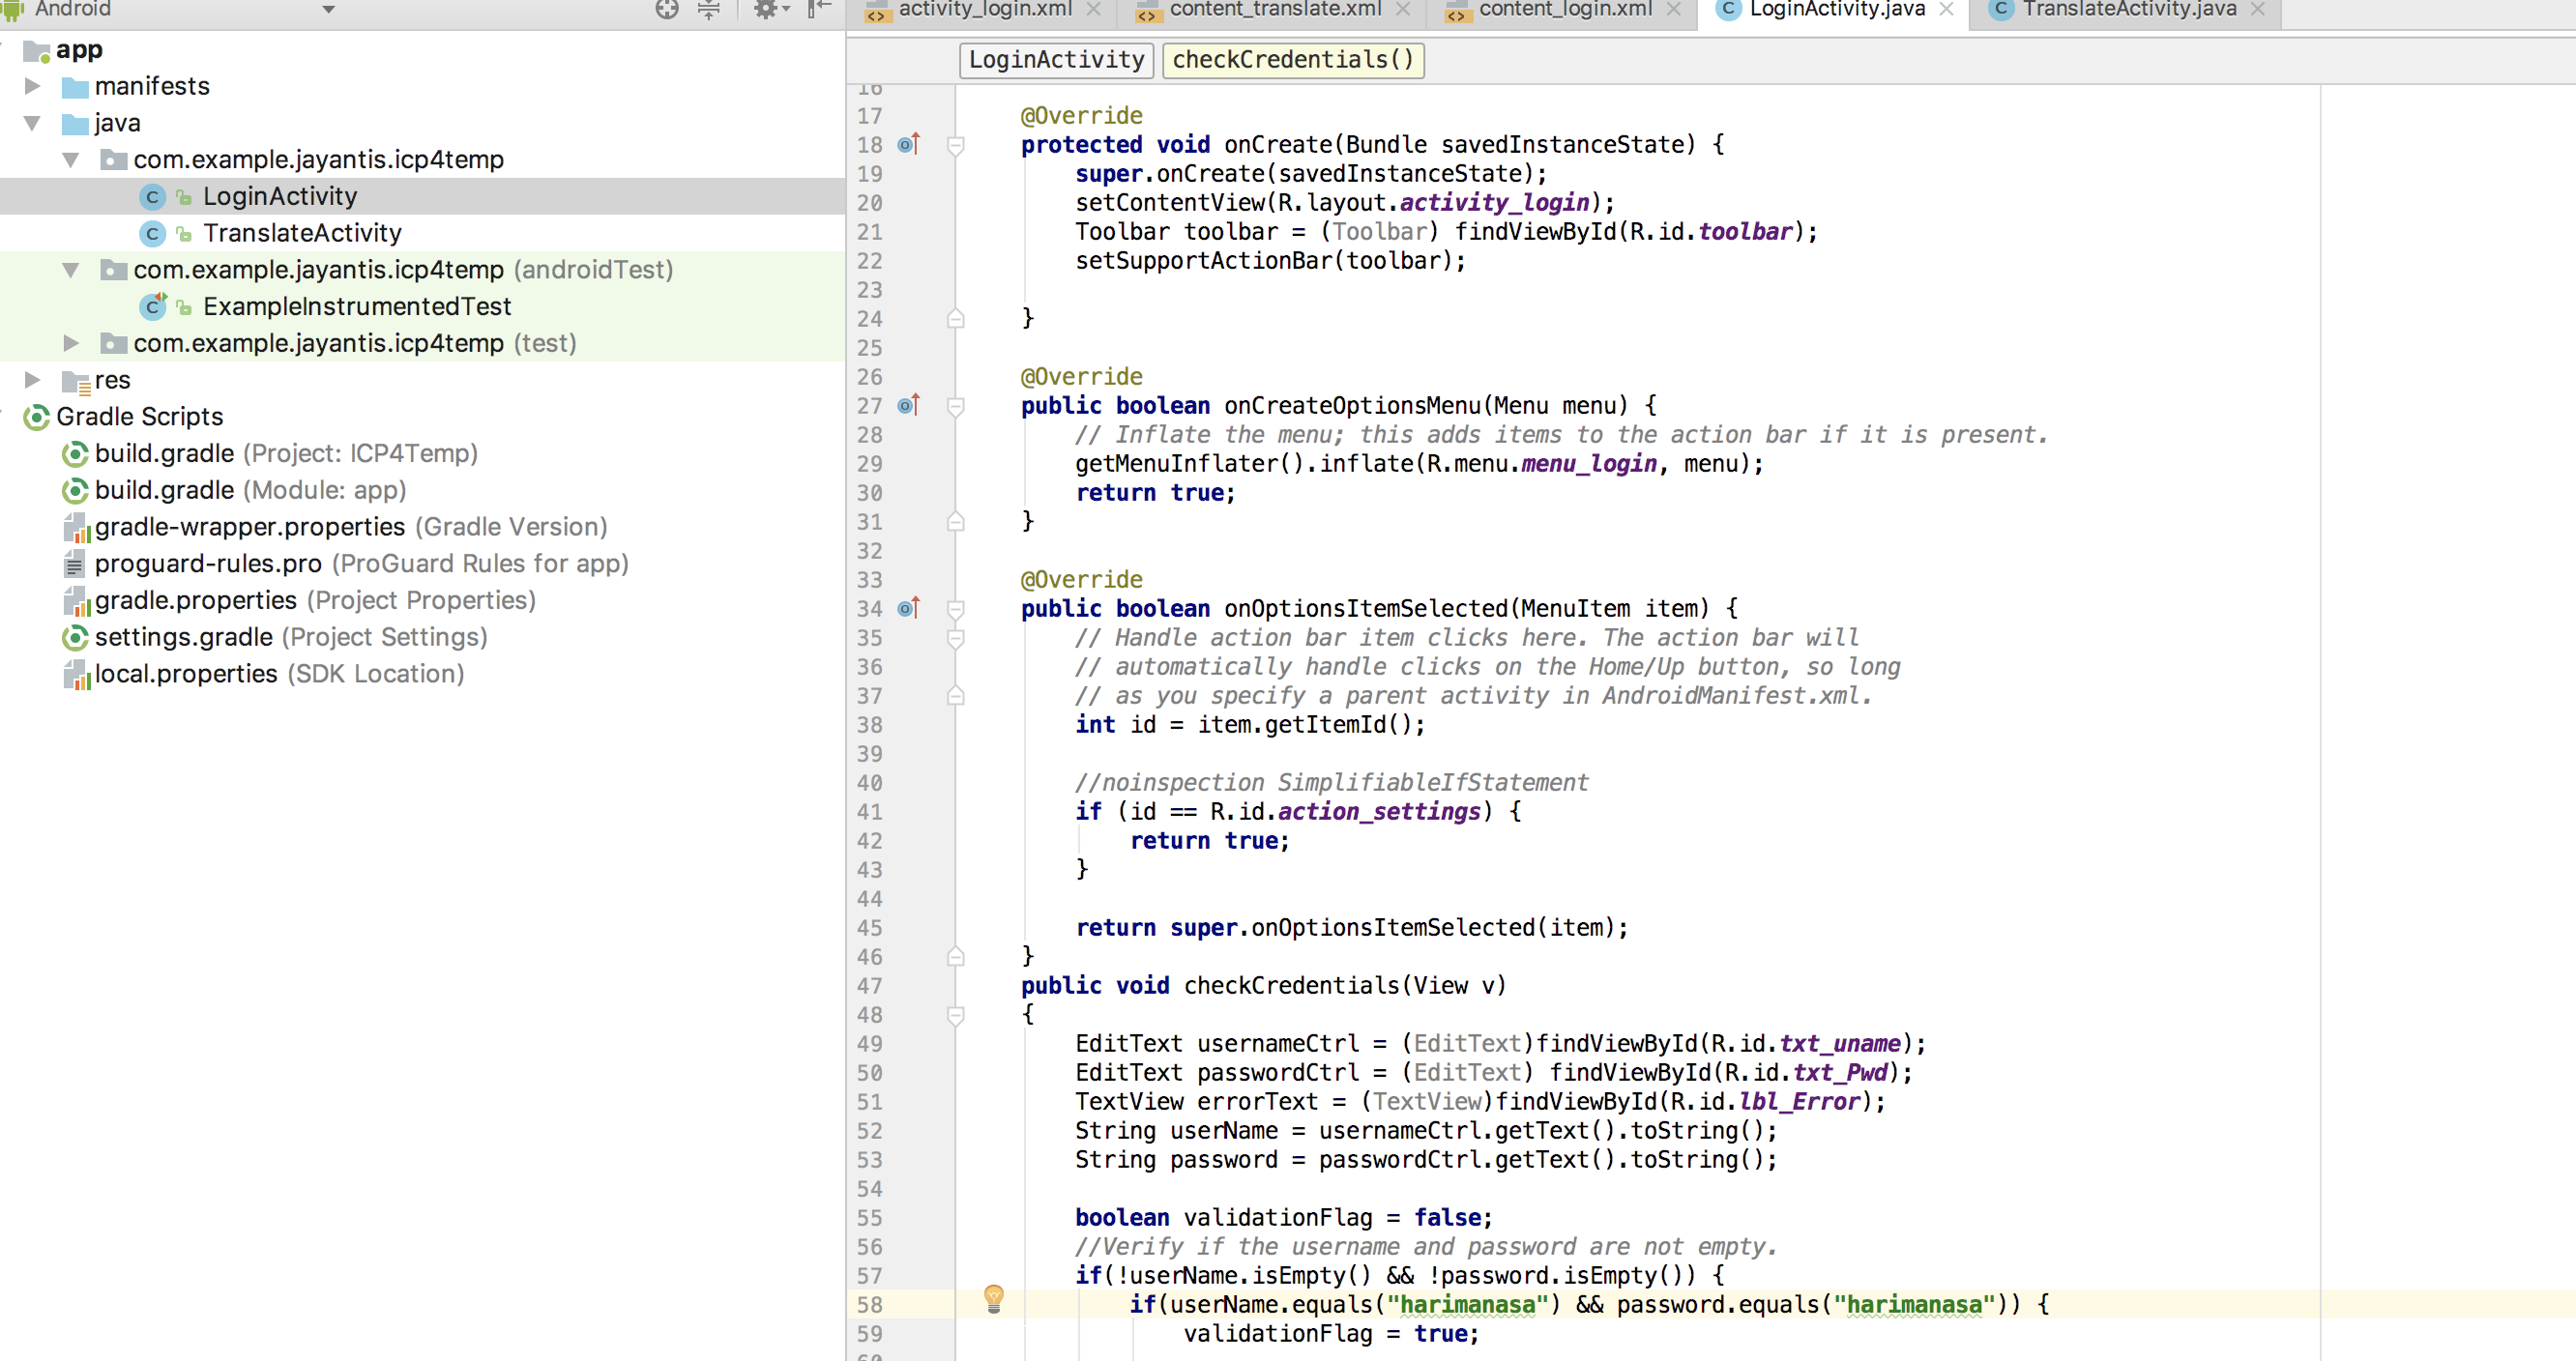 Android
app
manifests
java
com.example.jayantis.icp4temp
LoginActivity
TranslateActivity
com.example.jayantis.icp4temp (androidTest)
ExampleInstrumentedTest
com.example.jayantis.icp4temp (test)
res
Gradle Scripts
build.gradle (Project: ICP4Temp)
build.gradle (Module: app)
gradle-wrapper.properties (Gradle Version)
proguard-rules.pro (ProGuard Rules for app)
gradle.properties (Project Properties)
settings.gradle (Project Settings)
local.properties (SDK Location)
activity_login.xml content_translate.xml content_login.xml LoginActivity.java TranslateActivity.java
LoginActivity checkCredentials()
16
17 @Override
18 protected void onCreate(Bundle savedInstanceState) {
19 super.onCreate(savedInstanceState);
20 setContentView(R.layout.activity_login);
21 Toolbar toolbar = (Toolbar) findViewById(R.id.toolbar);
22 setSupportActionBar(toolbar);
23
24 }
25
26 @Override
27 public boolean onCreateOptionsMenu(Menu menu) {
28 // Inflate the menu; this adds items to the action bar if it is present.
29 getMenuInflater().inflate(R.menu.menu_login, menu);
30 return true;
31 }
32
33 @Override
34 public boolean onOptionsItemSelected(MenuItem item) {
35 // Handle action bar item clicks here. The action bar will
36 // automatically handle clicks on the Home/Up button, so long
37 // as you specify a parent activity in AndroidManifest.xml.
38 int id = item.getItemId();
39
40 //noinspection SimplifiableIfStatement
41 if (id == R.id.action_settings) {
42 return true;
43 }
44
45 return super.onOptionsItemSelected(item);
46 }
47 public void checkCredentials(View v)
48 {
49 EditText usernameCtrl = (EditText)findViewById(R.id.txt_uname);
50 EditText passwordCtrl = (EditText) findViewById(R.id.txt_Pwd);
51 TextView errorText = (TextView)findViewById(R.id.lbl_Error);
52 String userName = usernameCtrl.getText().toString();
53 String password = passwordCtrl.getText().toString();
54
55 boolean validationFlag = false;
56 //Verify if the username and password are not empty.
57 if(!userName.isEmpty() && !password.isEmpty()) {
58 if(userName.equals("harimanasa") && password.equals("harimanasa")) {
59 validationFlag = true;
60